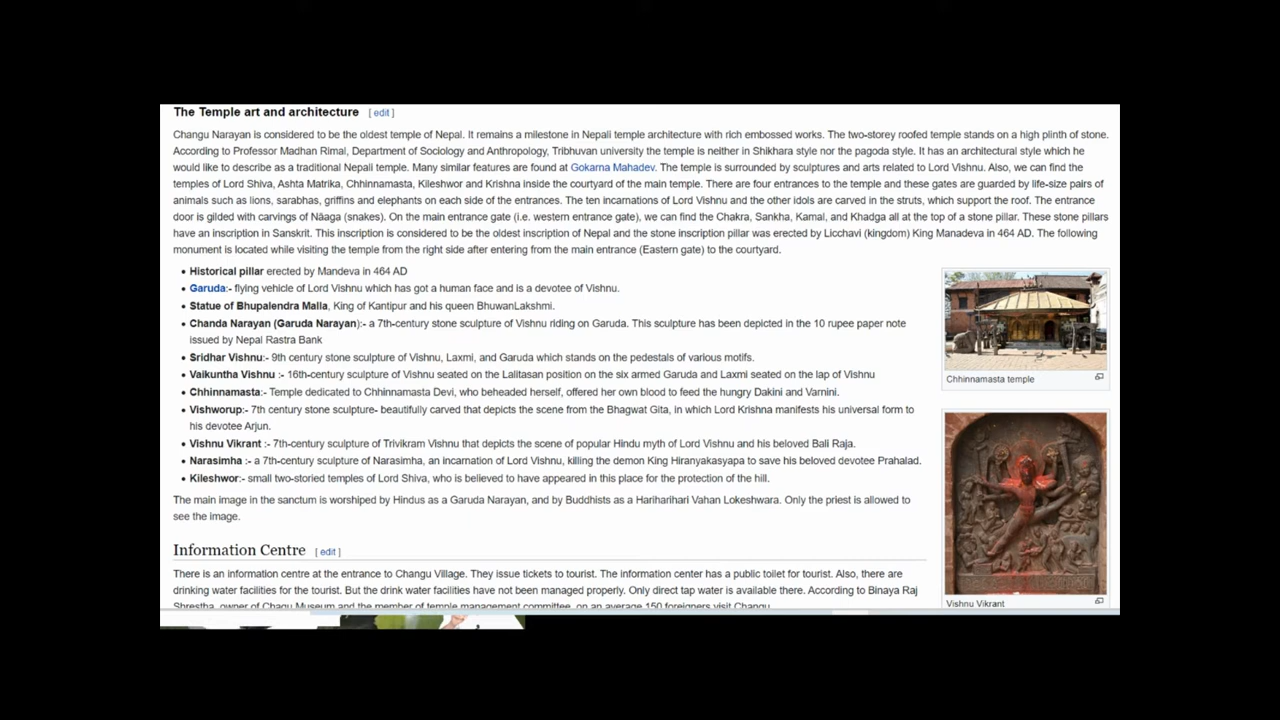 The Temple art and architecture [ edit ]
Changu Narayan is considered to be the oldest temple of Nepal. It remains a milestone in Nepali temple architecture with rich embossed works. The two-storey roofed temple stands on a high plinth of stone.
According to Professor Madhan Rimal, Department of Sociology and Anthropology, Tribhuvan university the temple is neither in Shikhara style nor the pagoda style. It has an architectural style which he
would like to describe as a traditional Nepali temple. Many similar features are found at Gokarna Mahadev. The temple is surrounded by sculptures and arts related to Lord Vishnu. Also, we can find the
temples of Lord Shiva, Ashta Matrika, Chhinnamasta, Kileshwor and Krishna inside the courtyard of the main temple. There are four entrances to the temple and these gates are guarded by life-size pairs of
animals such as lions, sarabhas, griffins and elephants on each side of the entrances. The ten incarnations of Lord Vishnu and the other idols are carved in the struts, which support the roof. The entrance
door is gilded with carvings of Nāaga (snakes). On the main entrance gate (i.e. western entrance gate), we can find the Chakra, Sankha, Kamal, and Khadga all at the top of a stone pillar. These stone pillars
have an inscription in Sanskrit. This inscription is considered to be the oldest inscription of Nepal and the stone inscription pillar was erected by Licchavi (kingdom) King Manadeva in 464 AD. The following
monument is located while visiting the temple from the right side after entering from the main entrance (Eastern gate) to the courtyard.
• Historical pillar erected by Mandeva in 464 AD
• Garuda:- flying vehicle of Lord Vishnu which has got a human face and is a devotee of Vishnu.
• Statue of Bhupalendra Malla, King of Kantipur and his queen BhuwanLakshmi.
• Chanda Narayan (Garuda Narayan):- a 7th-century stone sculpture of Vishnu riding on Garuda. This sculpture has been depicted in the 10 rupee paper note
issued by Nepal Rastra Bank
• Sridhar Vishnu:- 9th century stone sculpture of Vishnu, Laxmi, and Garuda which stands on the pedestals of various motifs.
• Vaikuntha Vishnu :- 16th-century sculpture of Vishnu seated on the Lalitasan position on the six armed Garuda and Laxmi seated on the lap of Vishnu
• Chhinnamasta:- Temple dedicated to Chhinnamasta Devi, who beheaded herself, offered her own blood to feed the hungry Dakini and Varnini.
• Vishworup:- 7th century stone sculpture- beautifully carved that depicts the scene from the Bhagwat Gita, in which Lord Krishna manifests his universal form to
his devotee Arjun.
• Vishnu Vikrant :- 7th-century sculpture of Trivikram Vishnu that depicts the scene of popular Hindu myth of Lord Vishnu and his beloved Bali Raja.
• Narasimha :- a 7th-century sculpture of Narasimha, an incarnation of Lord Vishnu, killing the demon King Hiranyakasyapa to save his beloved devotee Prahalad.
• Kileshwor:- small two-storied temples of Lord Shiva, who is believed to have appeared in this place for the protection of the hill.
The main image in the sanctum is worshiped by Hindus as a Garuda Narayan, and by Buddhists as a Hariharihari Vahan Lokeshwara. Only the priest is allowed to
see the image.
Chhinnamasta temple
Vishnu Vikrant
Information Centre [ edit ]
There is an information centre at the entrance to Changu Village. They issue tickets to tourist. The information center has a public toilet for tourist. Also, there are
drinking water facilities for the tourist. But the drink water facilities have not been managed properly. Only direct tap water is available there. According to Binaya Raj
Shrestha, owner of Chagu Museum and the member of temple management committee, on an average 150 foreigners visit Changu